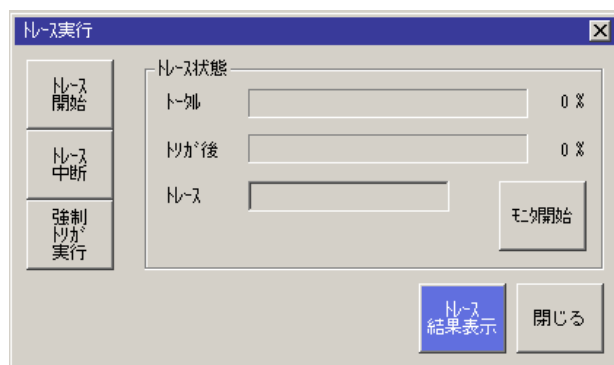 トレース実行
トレース
開始
トレース
中断
強制
トリガ
実行
トレース状態
トータル
0 %
トリガ後
0 %
トレース
モニタ開始
トレース
結果表示
閉じる